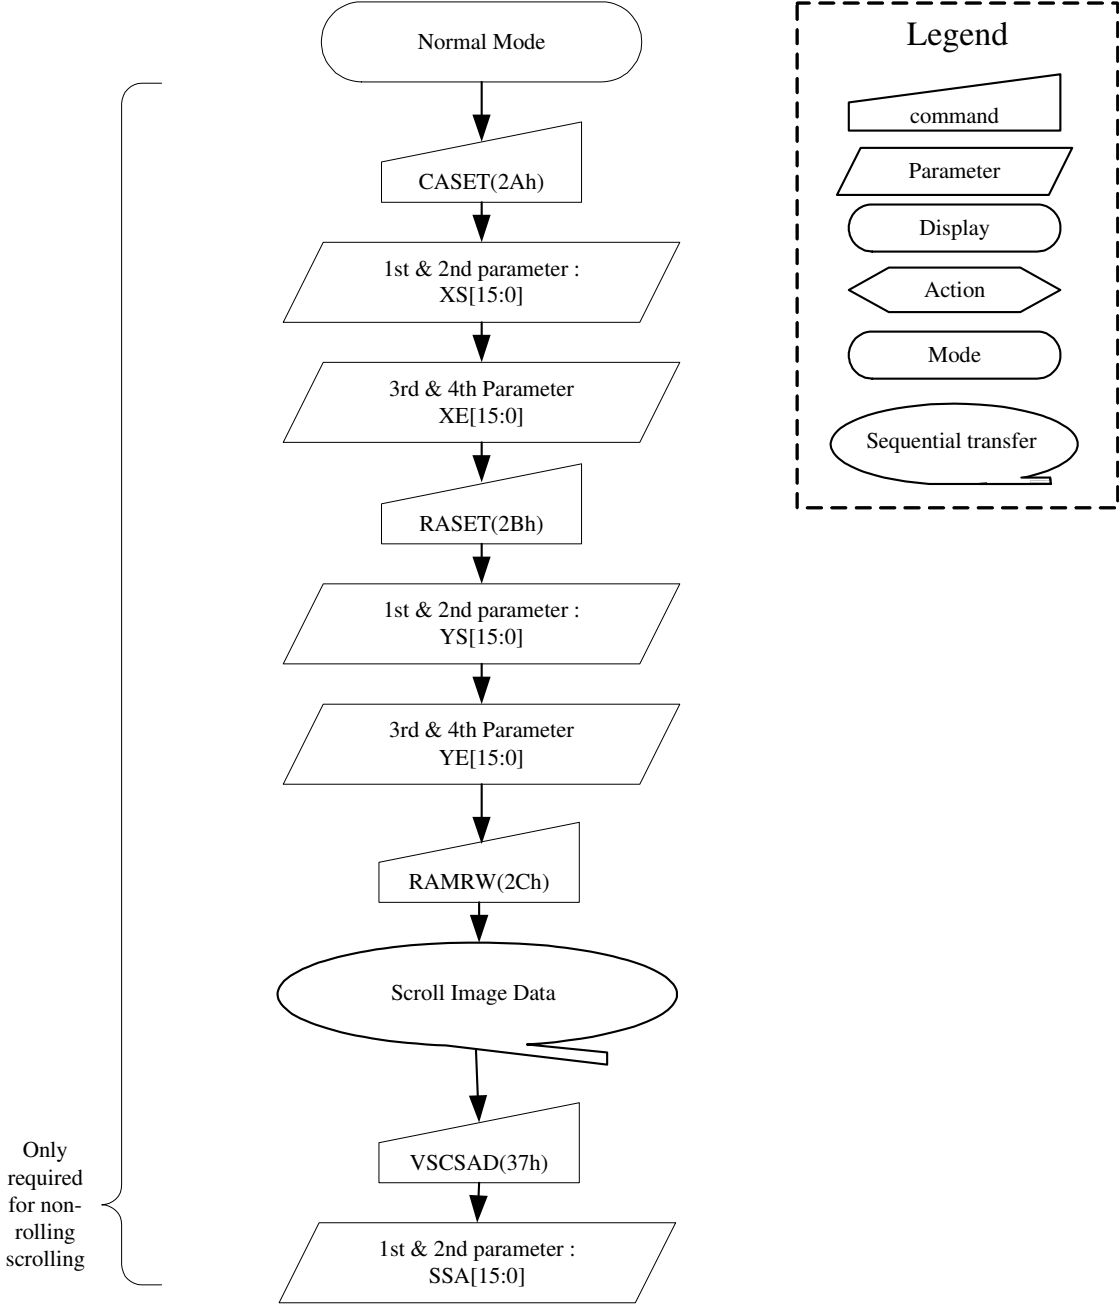 Normal Mode
CASET(2Ah)
1st & 2nd parameter :
XS[15:0]
3rd & 4th Parameter
XE[15:0]
RASET(2Bh)
1st & 2nd parameter :
YS[15:0]
3rd & 4th Parameter
YE[15:0]
RAMRW(2Ch)
Scroll Image Data
VSCSAD(37h)
1st & 2nd parameter :
SSA[15:0]
Only
required
for non-
rolling
scrolling
Legend
command
Parameter
Display
Action
Mode
Sequential transfer